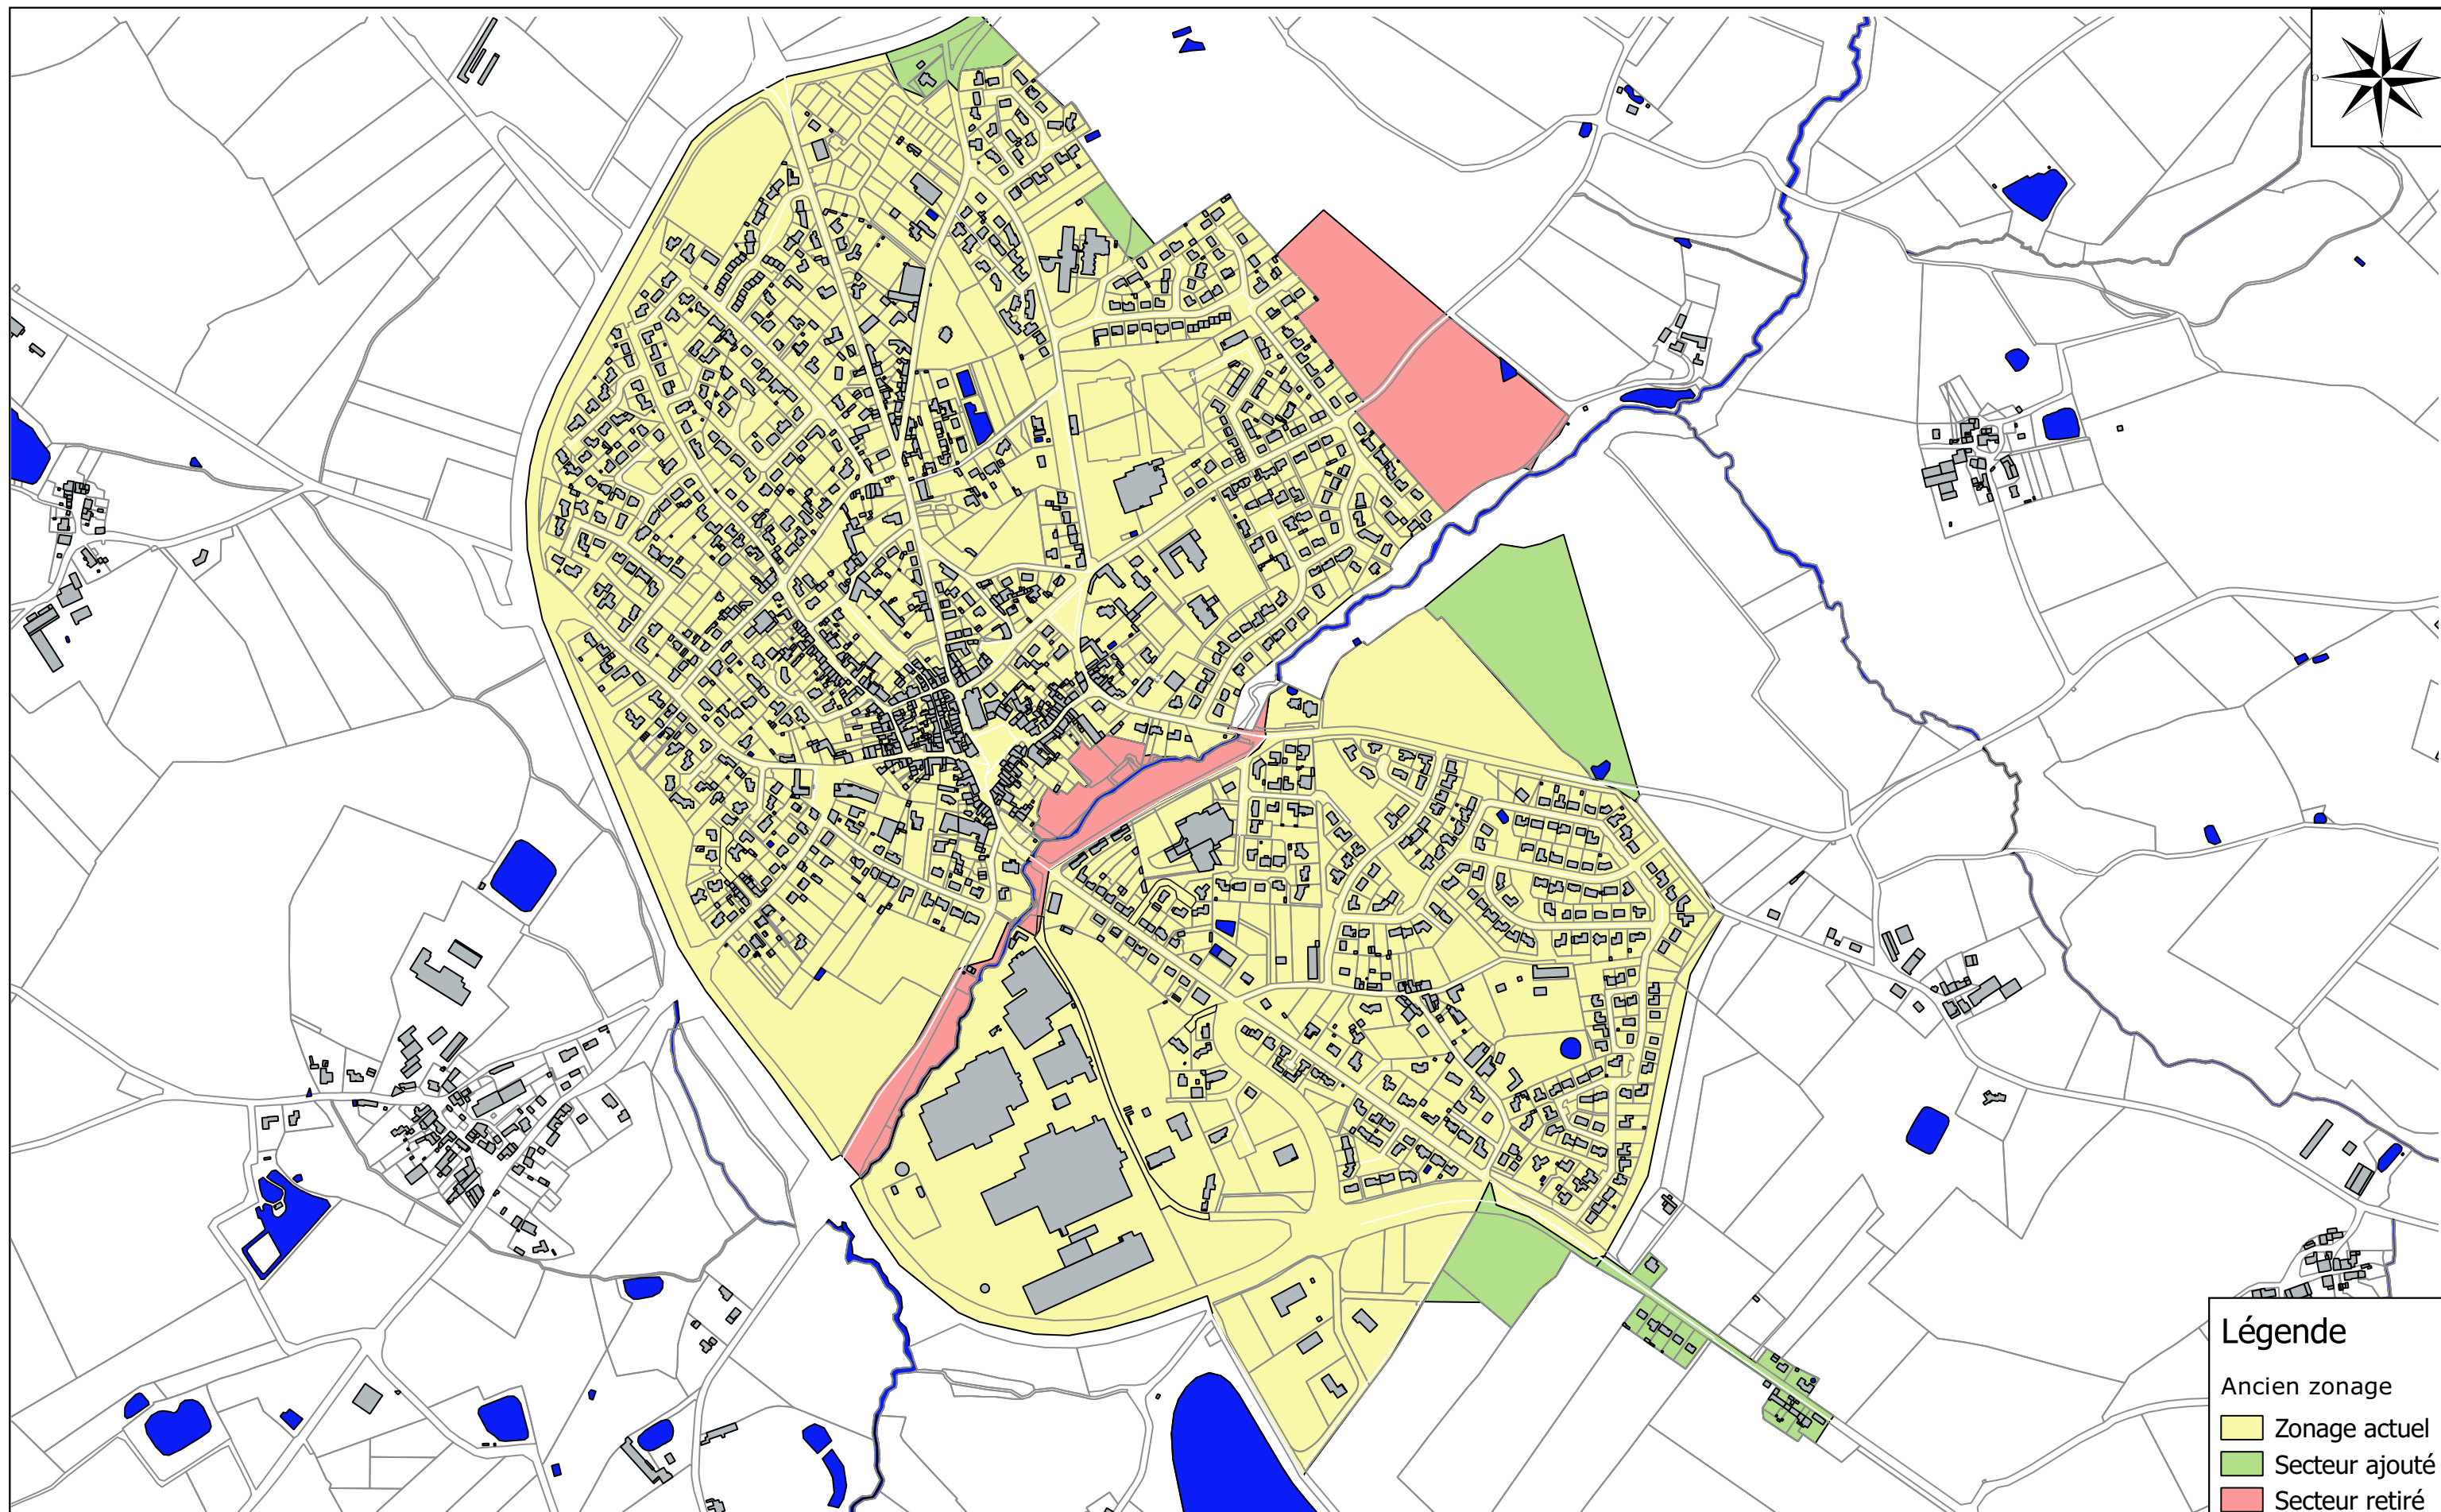 N
O
S
Légende
Ancien zonage
Zonage actuel
Secteur ajouté
Secteur retiré